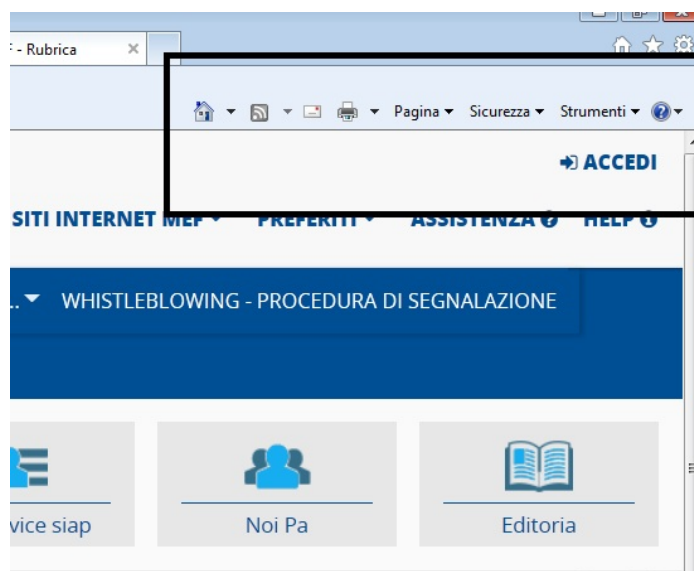 - Rubrica
Pagina Sicurezza Strumenti
ACCEDI
SITI INTERNET MEF PREFERITI ASSISTENZA HELP
.. WHISTLEBLOWING - PROCEDURA DI SEGNALAZIONE
vice siap Noi Pa Editoria